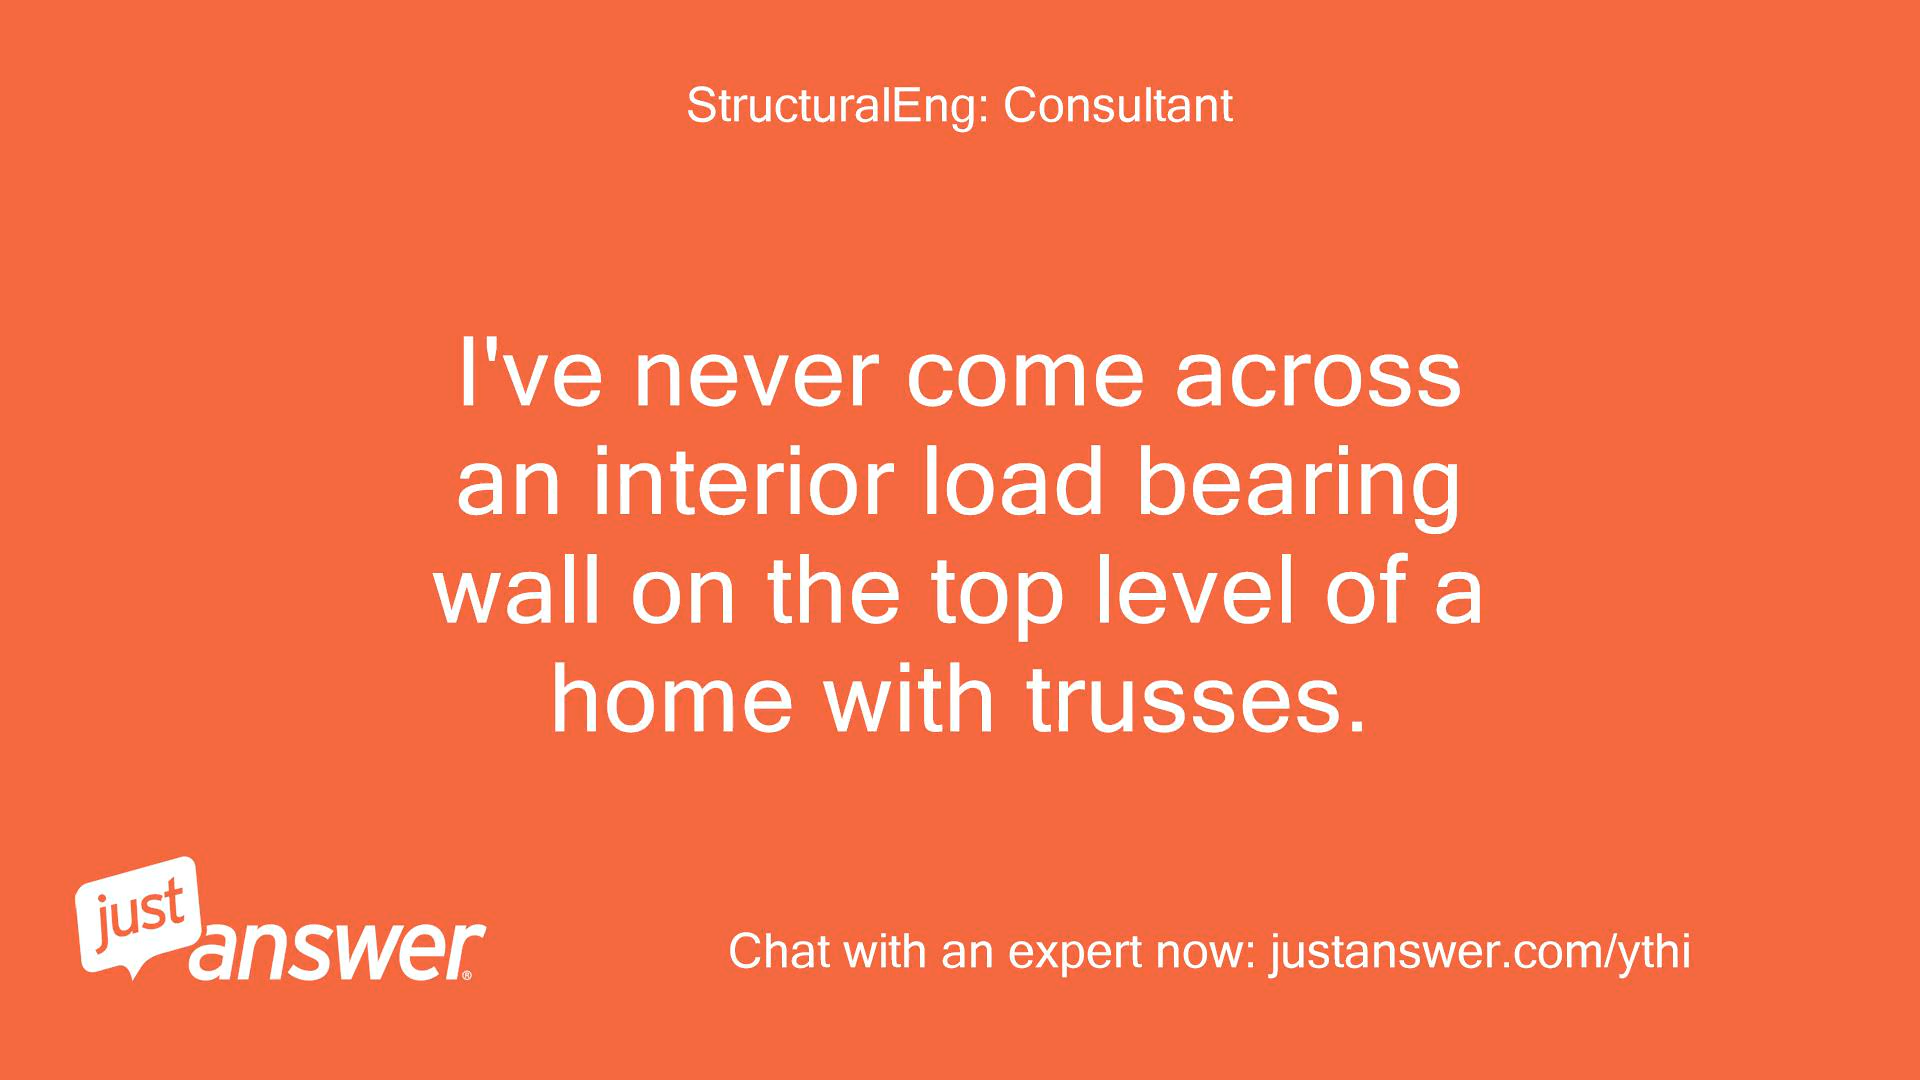 StructuralEng: Consultant
I've never come across
an interior load bearing
wall on the top level of a
home with trusses.
just
answer®
Chat with an expert now: justanswer.com/ythi